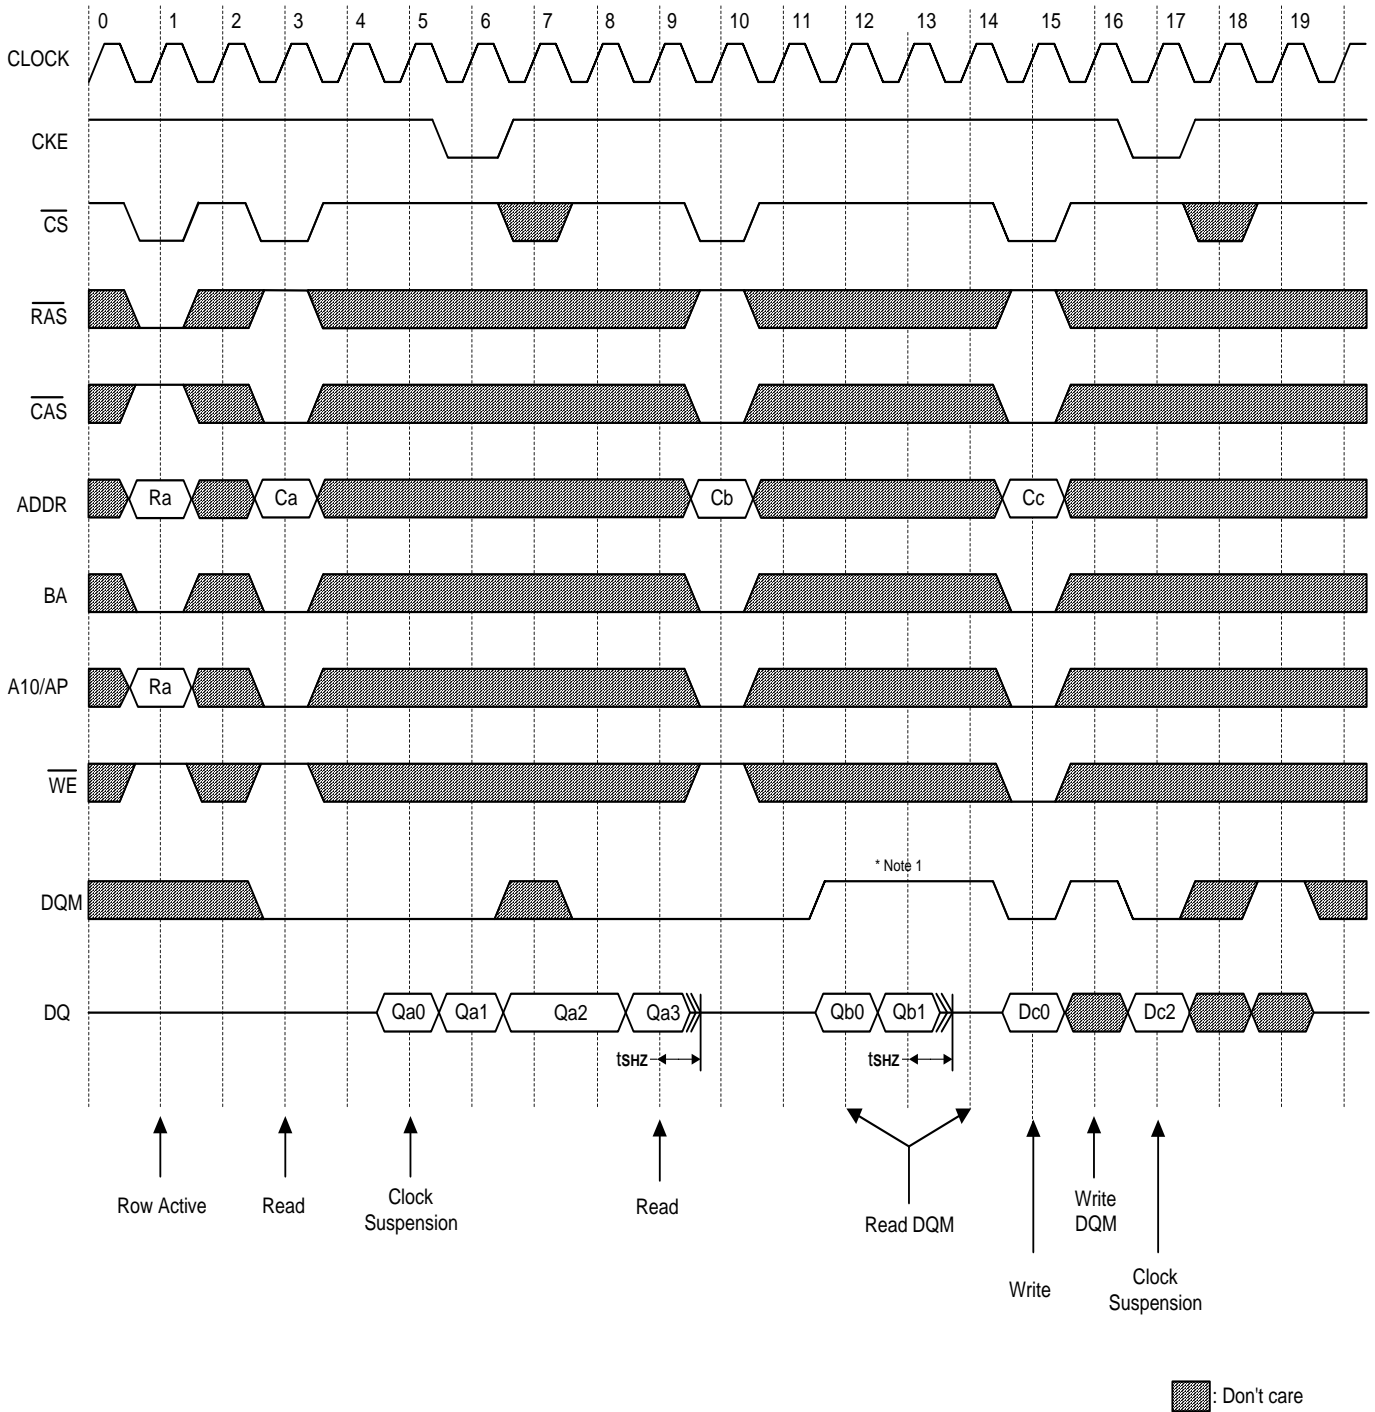 0 1 2 3 4 5 6 7 8 9 10 11 12 13 14 15 16 17 18 19
CLOCK
CKE
CS
RAS
CAS
ADDR Ra Ca Cb Cc
BA
A10/AP Ra
WE
* Note 1
DQM
DQ Qa0 Qa1 Qa2 Qa3 Qb0 Qb1 Dc0 Dc2
tSHZ tSHZ
Row Active
Read
Clock
Suspension
Read
Read DQM
Write
DQM
Write
Clock
Suspension
: Don't care